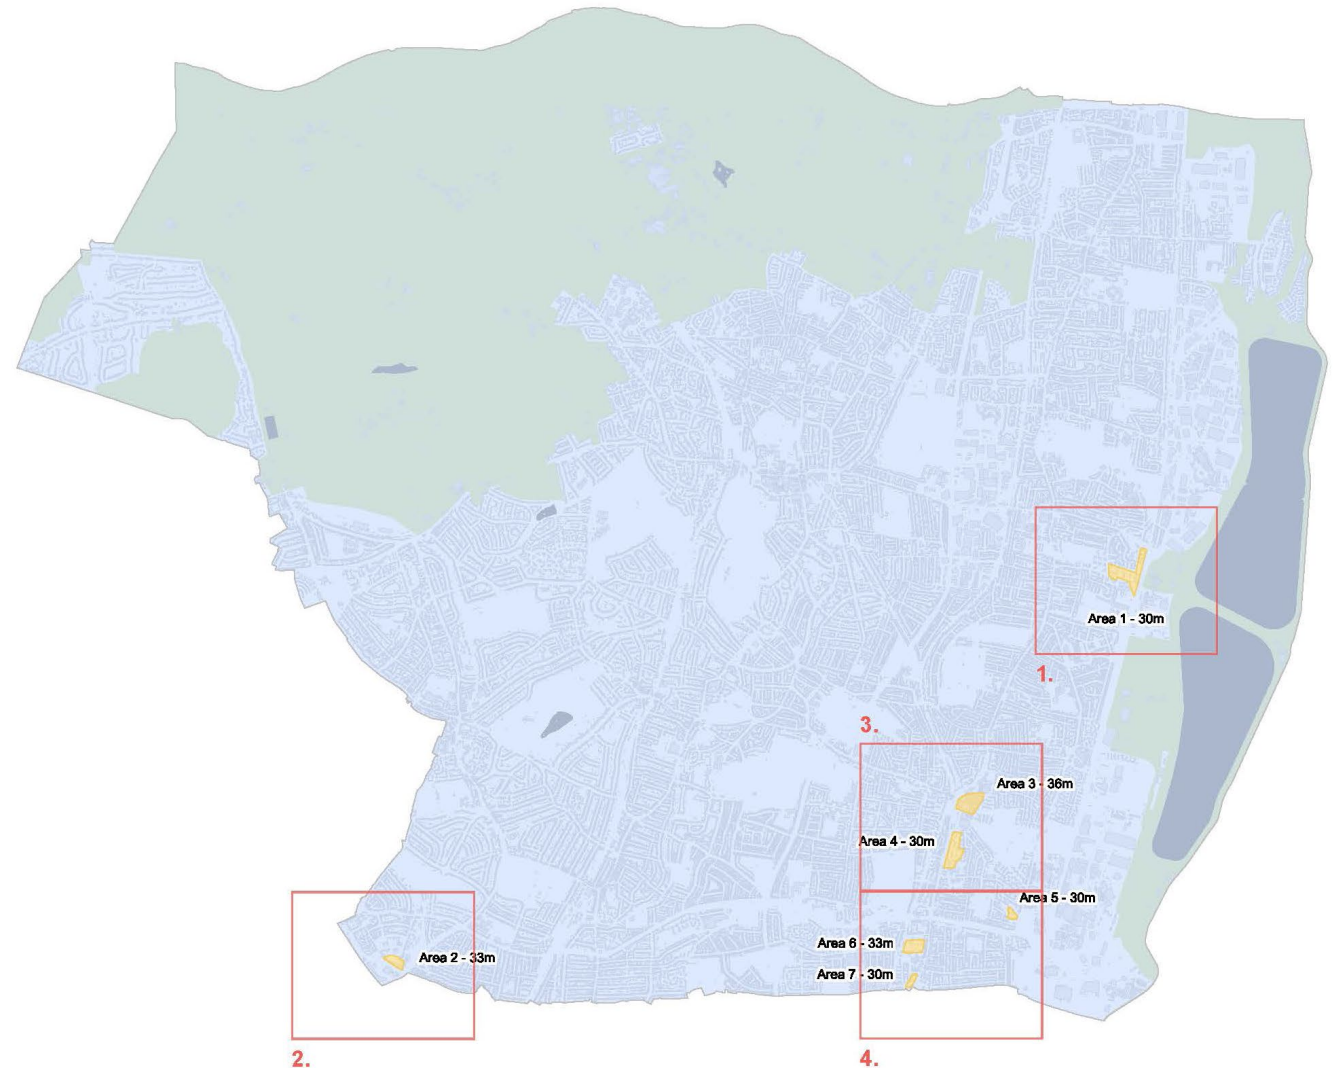 Area 1 - 30m
1.
3.
Area 3 - 36m
Area 4 - 30m
Area 5 - 30m
Area 6 - 33m
Area 2 - 33m
Area 7 - 30m
2.
4.